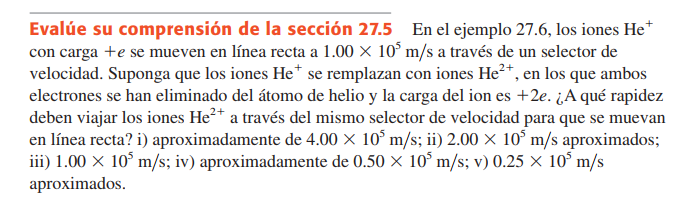 Evalúe su comprensión de la sección 27.5 En el ejemplo 27.6, los iones He⁺
con carga +e se mueven en línea recta a 1.00 × 10⁵ m/s a través de un selector de
velocidad. Suponga que los iones He⁺ se remplazan con iones He²⁺, en los que ambos
electrones se han eliminado del átomo de helio y la carga del ion es +2e. ¿A qué rapidez
deben viajar los iones He²⁺ a través del mismo selector de velocidad para que se muevan
en línea recta? i) aproximadamente de 4.00 × 10⁵ m/s; ii) 2.00 × 10⁵ m/s aproximados;
iii) 1.00 × 10⁵ m/s; iv) aproximadamente de 0.50 × 10⁵ m/s; v) 0.25 × 10⁵ m/s
aproximados.